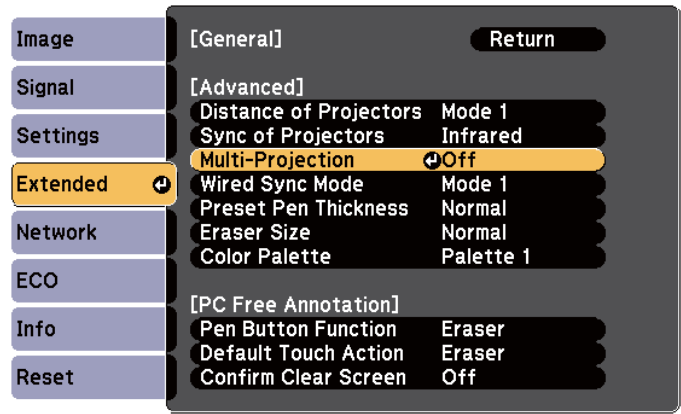 Image
Signal
Settings
Extended
Network
ECO
Info
Reset
[General] Return
[Advanced]
Distance of Projectors Mode 1
Sync of Projectors Infrared
Multi-Projection Off
Wired Sync Mode Mode 1
Preset Pen Thickness Normal
Eraser Size Normal
Color Palette Palette 1
[PC Free Annotation]
Pen Button Function Eraser
Default Touch Action Eraser
Confirm Clear Screen Off